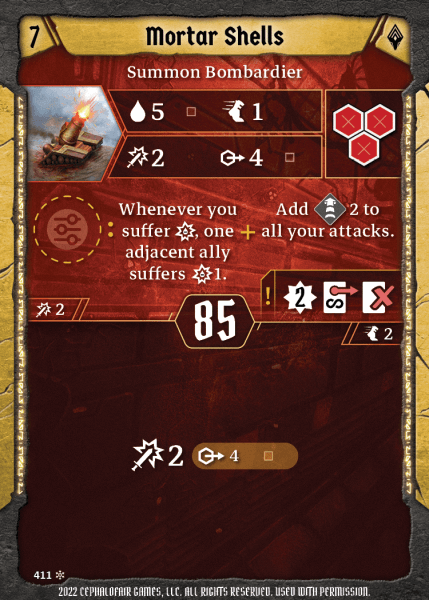 7
Mortar Shells
Summon Bombardier
5 1
2 4
Whenever you
suffer , one
adjacent ally
suffers 1.
:
+
Add 2 to
all your attacks.
! 2
2
85
2
2 4
411
2022 CEPHALOFAIR GAMES, LLC. ALL RIGHTS RESERVED. USED WITH PERMISSION.